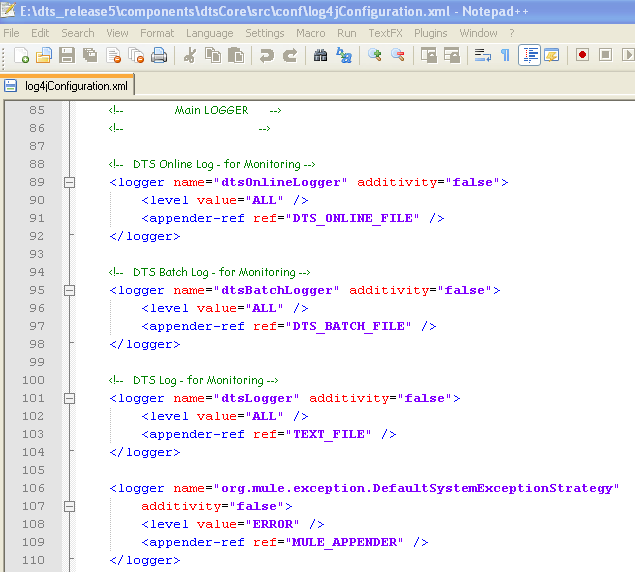 E:\dts_release5\components\dtsCore\src\conf\log4jConfiguration.xml - Notepad++
File Edit Search View Format Language Settings Macro Run TextFX Plugins Window ?
log4jConfiguration.xml
85 <!-- Main LOGGER -->
86 <!-- -->
87
88 <!-- DTS Online Log - for Monitoring -->
89 <logger name="dtsOnlineLogger" additivity="false">
90 <level value="ALL" />
91 <appender-ref ref="DTS_ONLINE_FILE" />
92 </logger>
93
94 <!-- DTS Batch Log - for Monitoring -->
95 <logger name="dtsBatchLogger" additivity="false">
96 <level value="ALL" />
97 <appender-ref ref="DTS_BATCH_FILE" />
98 </logger>
99
100 <!-- DTS Log - for Monitoring -->
101 <logger name="dtsLogger" additivity="false">
102 <level value="ALL" />
103 <appender-ref ref="TEXT_FILE" />
104 </logger>
105
106 <logger name="org.mule.exception.DefaultSystemExceptionStrategy"
107 additivity="false">
108 <level value="ERROR" />
109 <appender-ref ref="MULE_APPENDER" />
110 </logger>